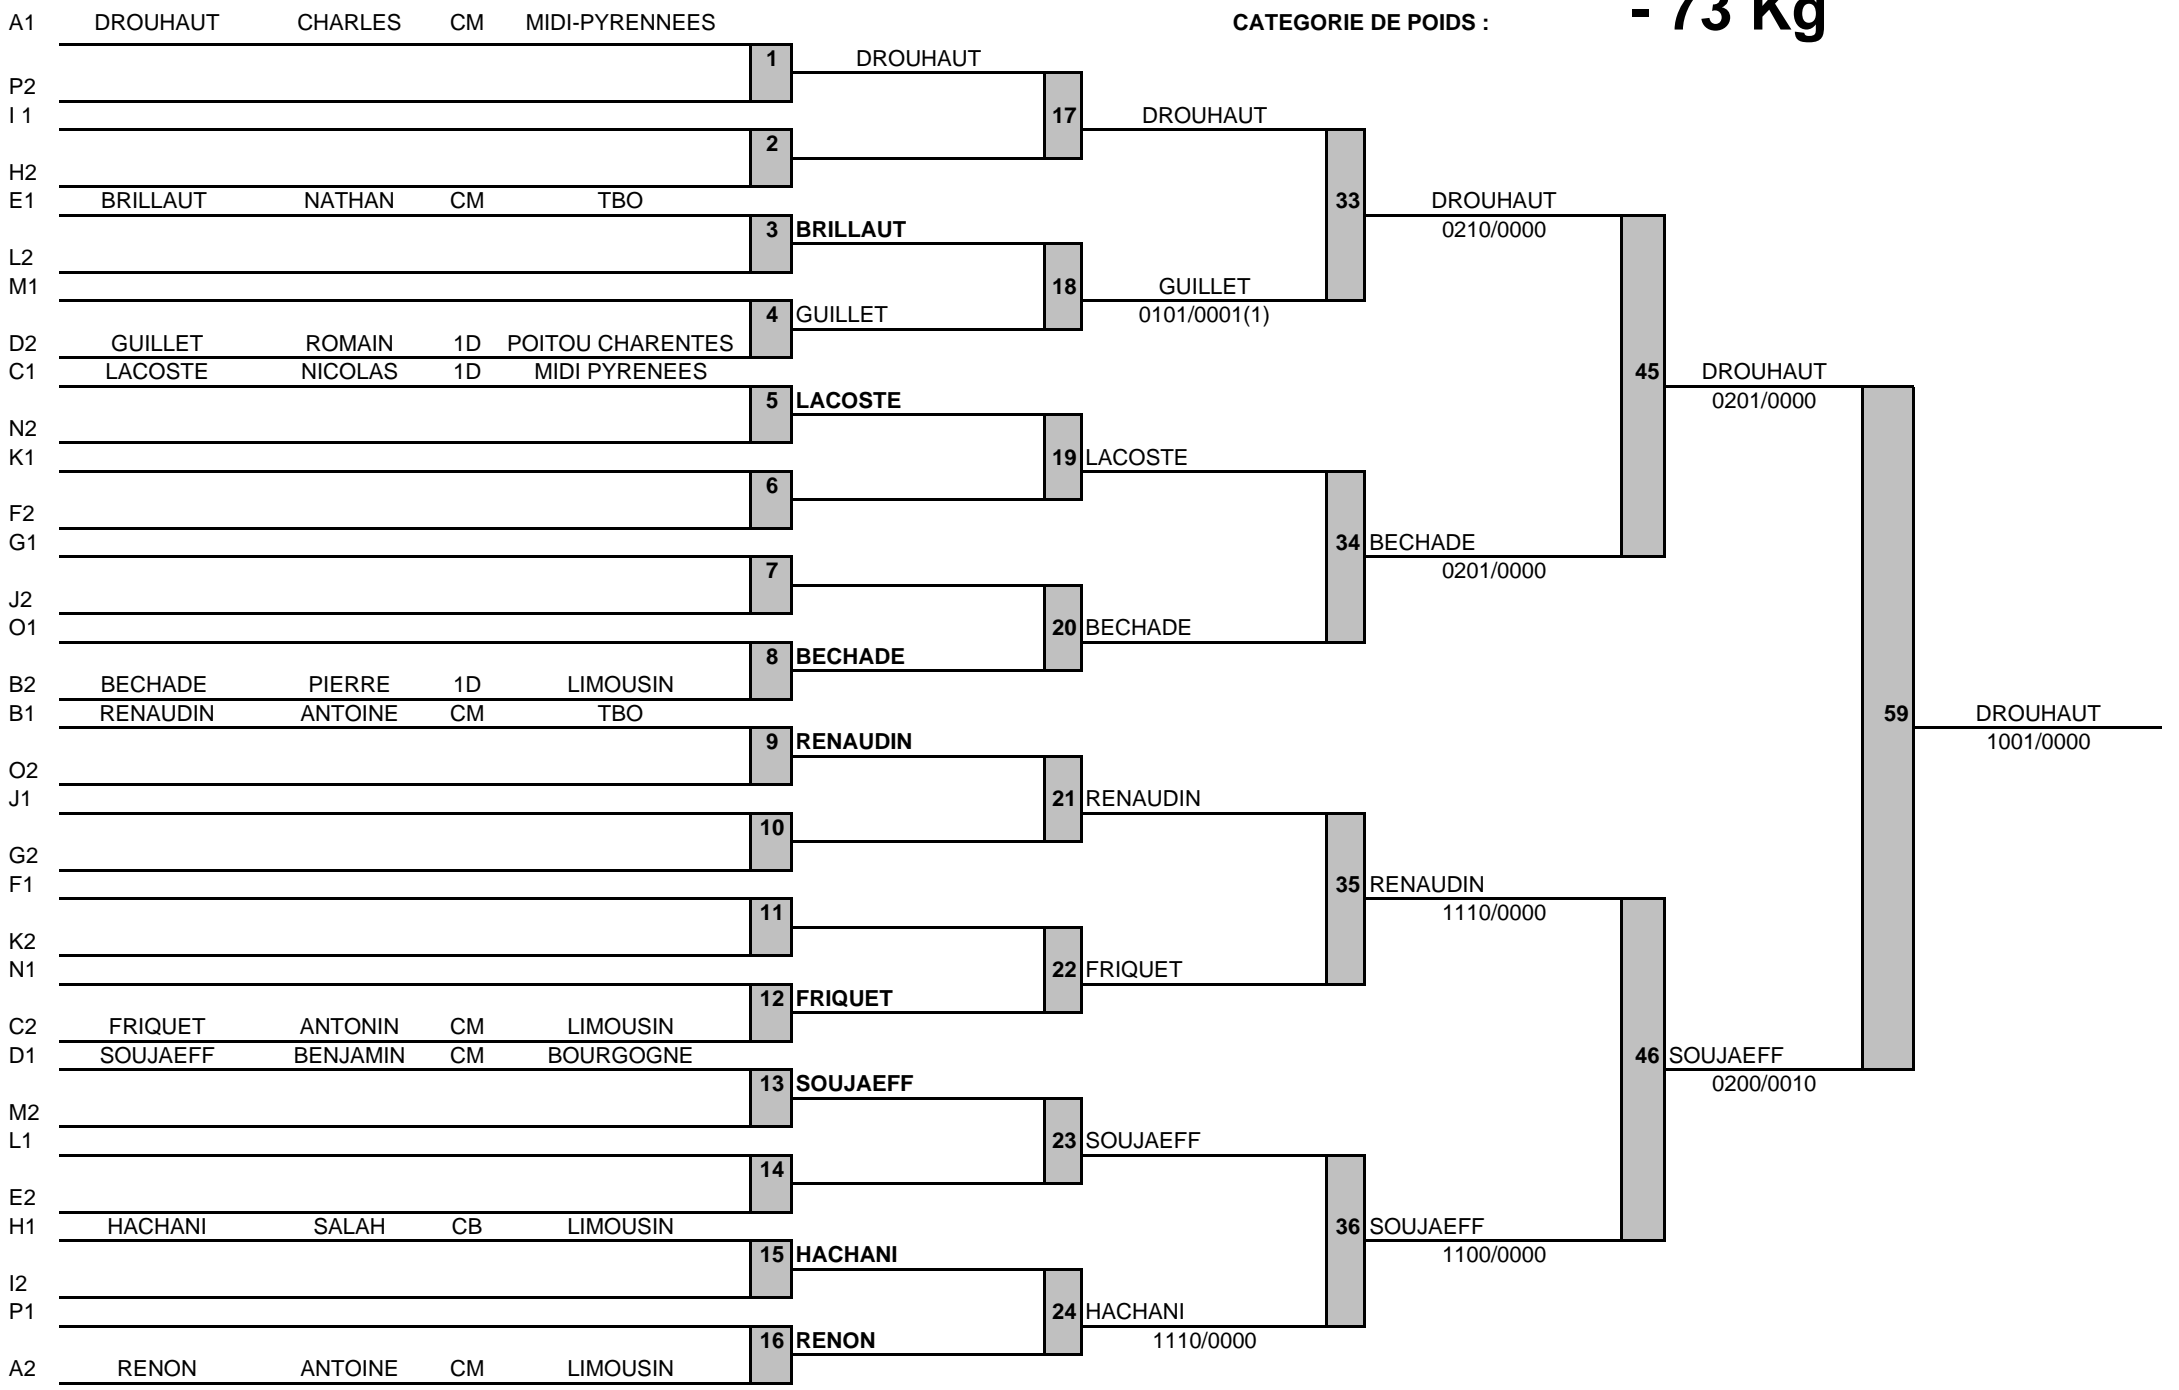 A1 DROUHAUT CHARLES CM MIDI-PYRENNEES CATEGORIE DE POIDS : - 73 Kg
1 DROUHAUT
P2
I 1 17 DROUHAUT
2
H2
E1 BRILLAUT NATHAN CM TBO 33 DROUHAUT
3 BRILLAUT 0210/0000
L2
M1 18 GUILLET
4 GUILLET 0101/0001(1)
D2 GUILLET ROMAIN 1D POITOU CHARENTES
C1 LACOSTE NICOLAS 1D MIDI PYRENEES 45 DROUHAUT
5 LACOSTE 0201/0000
N2
K1 19 LACOSTE
6
F2
G1 34 BECHADE
7 0201/0000
J2
O1 20 BECHADE
8 BECHADE
B2 BECHADE PIERRE 1D LIMOUSIN
B1 RENAUDIN ANTOINE CM TBO 59 DROUHAUT
9 RENAUDIN 1001/0000
O2
J1 21 RENAUDIN
10
G2
F1 35 RENAUDIN
11 1110/0000
K2
N1 22 FRIQUET
12 FRIQUET
C2 FRIQUET ANTONIN CM LIMOUSIN
D1 SOUJAEFF BENJAMIN CM BOURGOGNE 46 SOUJAEFF
13 SOUJAEFF 0200/0010
M2
L1 23 SOUJAEFF
14
E2
H1 HACHANI SALAH CB LIMOUSIN 36 SOUJAEFF
15 HACHANI 1100/0000
I2
P1 24 HACHANI
16 RENON 1110/0000
A2 RENON ANTOINE CM LIMOUSIN